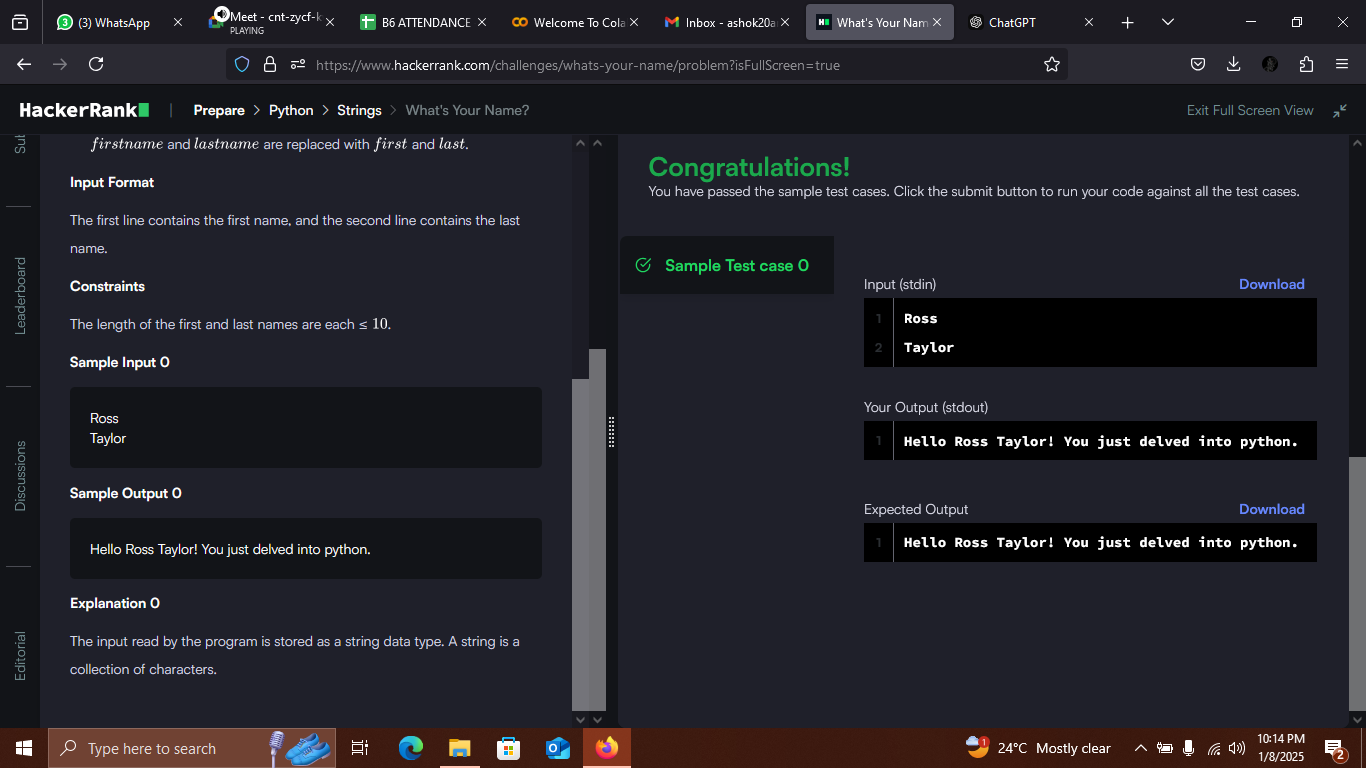 (3) WhatsApp
Meet - cnt-zycf-k
PLAYING
B6 ATTENDANCE
Welcome To Cola
Inbox - ashok20a
What's Your Nam
ChatGPT
https://www.hackerrank.com/challenges/whats-your-name/problem?isFullScreen=true
HackerRank
Prepare > Python > Strings > What's Your Name?
Exit Full Screen View
Sub
Leaderboard
Discussions
Editorial
firstname and lastname are replaced with first and last.
Input Format
The first line contains the first name, and the second line contains the last
name.
Constraints
The length of the first and last names are each ≤ 10.
Sample Input 0
Ross
Taylor
Sample Output 0
Hello Ross Taylor! You just delved into python.
Explanation 0
The input read by the program is stored as a string data type. A string is a
collection of characters.
Congratulations!
You have passed the sample test cases. Click the submit button to run your code against all the test cases.
Sample Test case 0
Input (stdin)
Download
1 Ross
2 Taylor
Your Output (stdout)
1 Hello Ross Taylor! You just delved into python.
Expected Output
Download
1 Hello Ross Taylor! You just delved into python.
Type here to search
1
24°C Mostly clear
10:14 PM
1/8/2025
2